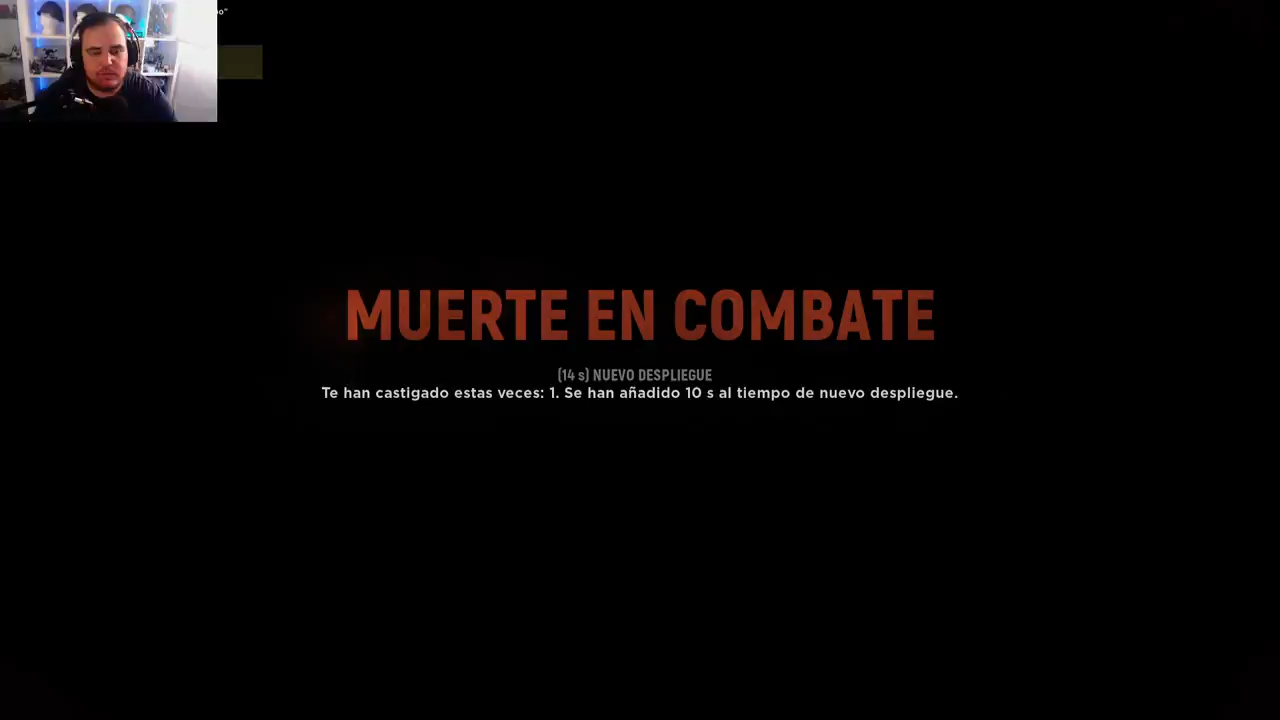 MUERTE EN COMBATE
(14 s) NUEVO DESPLIEGUE
Te han castigado estas veces: 1. Se han añadido 10 s al tiempo de nuevo despliegue.